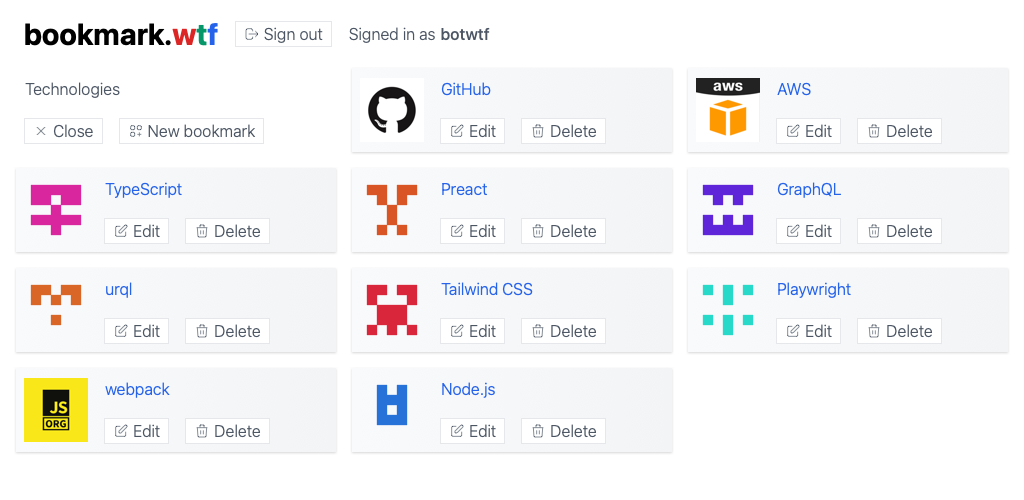 bookmark.wtf Sign out Signed in as botwtf
Technologies
Close New bookmark
GitHub
Edit Delete
aws
AWS
Edit Delete
TypeScript
Edit Delete
Preact
Edit Delete
GraphQL
Edit Delete
urql
Edit Delete
Tailwind CSS
Edit Delete
Playwright
Edit Delete
JS
ORG
webpack
Edit Delete
Node.js
Edit Delete